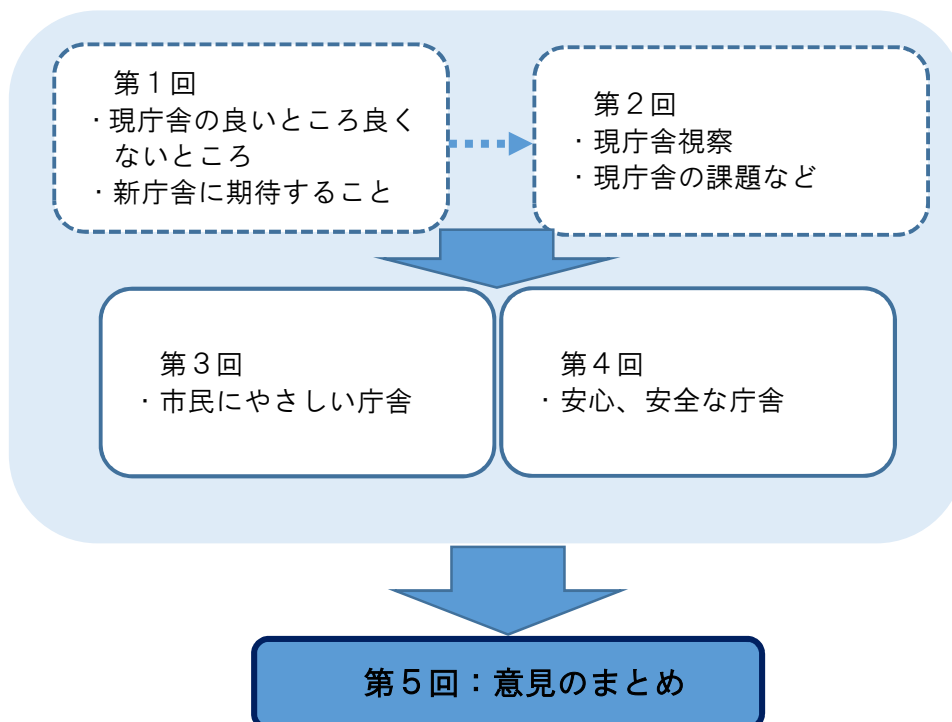 第１回
・現庁舎の良いところ良く
ないところ
・新庁舎に期待すること
第２回
・現庁舎視察
・現庁舎の課題など
第３回
・市民にやさしい庁舎
第４回
・安心、安全な庁舎
第５回：意見のまとめ